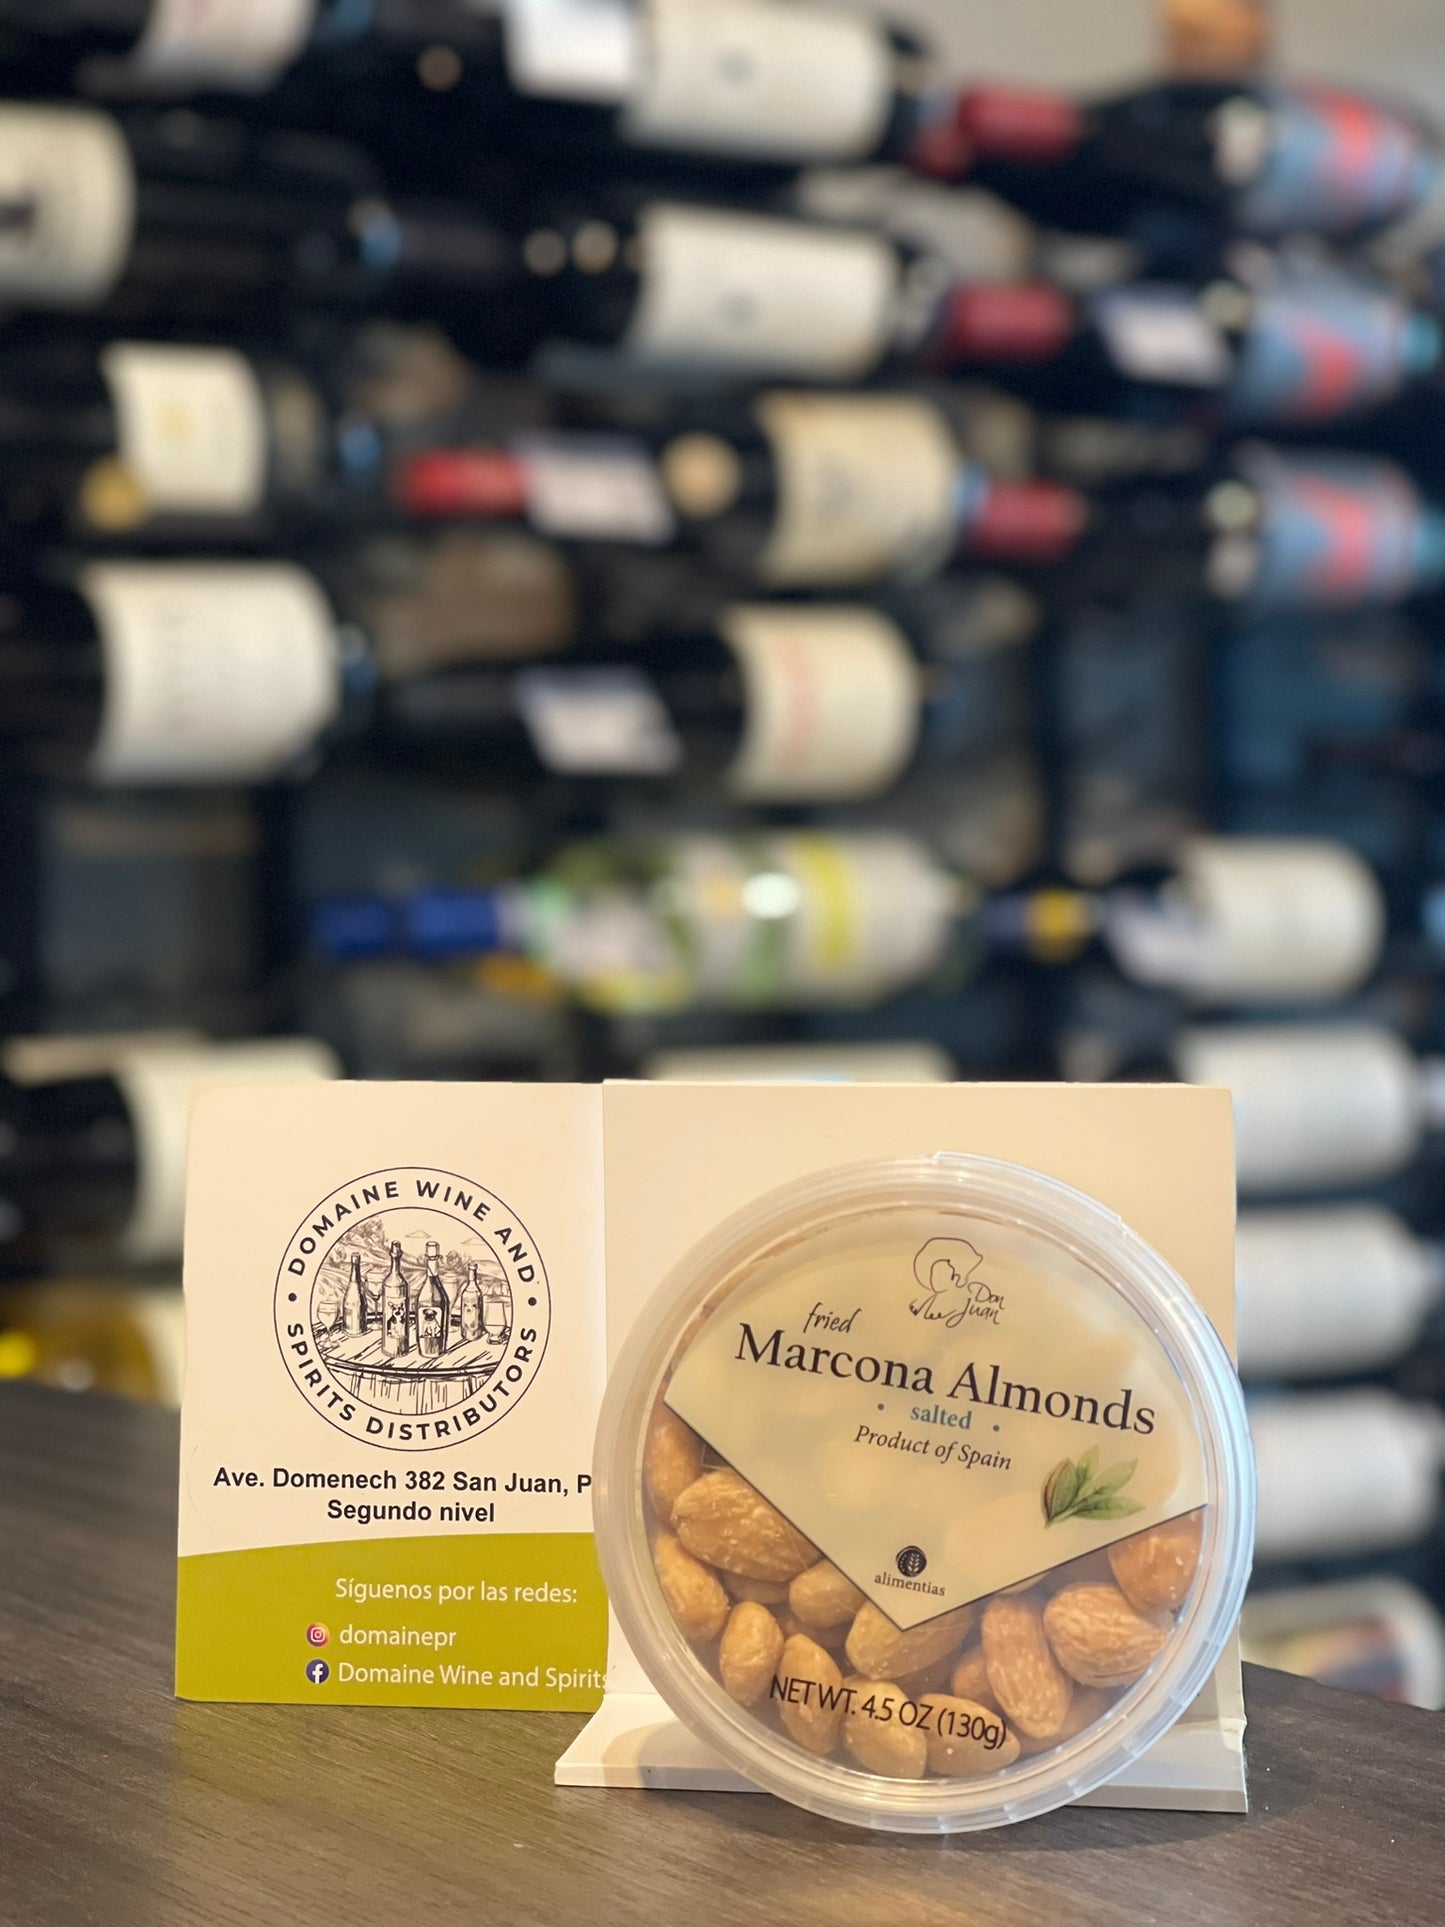 DOMAINE WINE AND
SPIRITS DISTRIBUTORS
Ave. Domenech 382 San Juan, P
Segundo nivel
Síguenos por las redes:
domainepr
Domaine Wine and Spirits
Don
Juan
fried
Marcona Almonds
• salted •
Product of Spain
alimentias
NET WT. 4.5 OZ (130g)